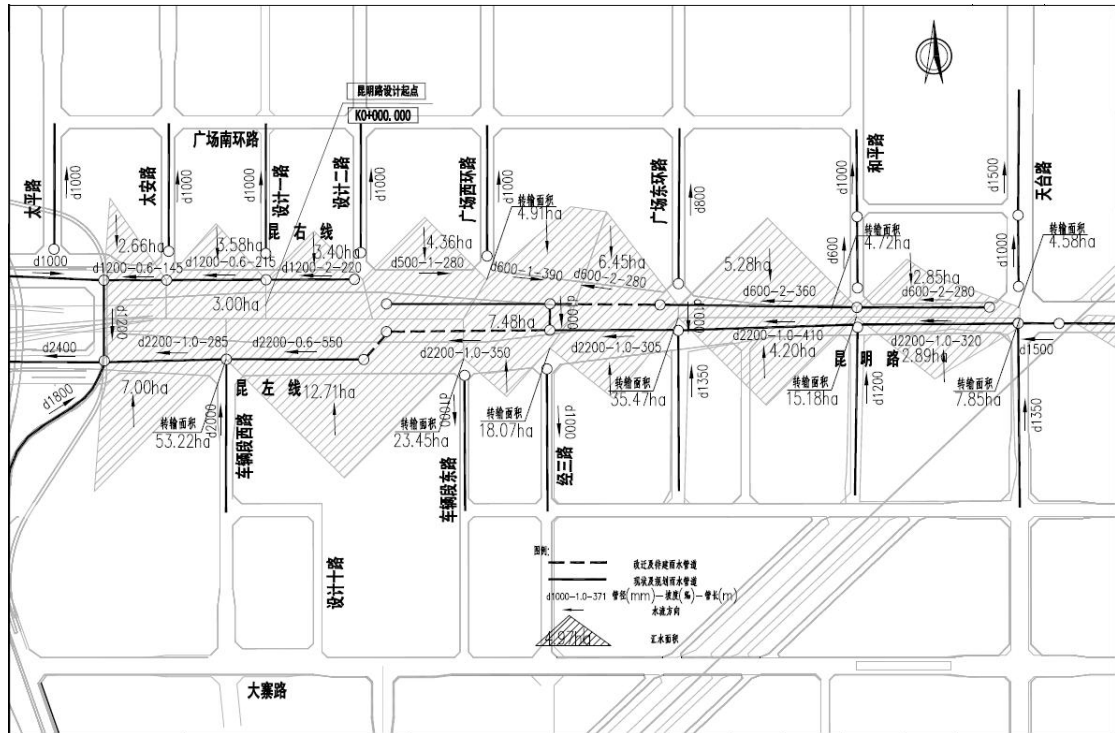 昆明路设计起点
K0+000.000
广场南环路
太平路
d1000
太安路
d1000
设计一路
d1000
设计二路
d1000
广场西环路
d1000
广场东环路
d800
和平路
d1000
d1500
天台路
转输面积
4.91ha
转输面积
4.72ha
转输面积
4.58ha
昆右线
2.66ha
3.58ha
3.40ha
4.36ha
6.45ha
5.28ha
d600
2.85ha
d1000
d1000
d1200-0.6-145
d1200-0.6-215
d1200-2-220
d500-1-280
d600-1-390
d600-2-280
d600-2-360
d600-2-280
3.00ha
d1200
7.48ha
d1000
d1000
d2400
d2200-1.0-285
d2200-0.6-550
d2200-1.0-350
d2200-1.0-305
d2200-1.0-410
d2200-1.0-320
d1500
昆左线
昆明路
4.20ha
2.89ha
7.00ha
12.71ha
d1800
转输面积
53.22ha
d2000
转输面积
23.45ha
d1000
转输面积
18.07ha
d1000
转输面积
35.47ha
d1350
转输面积
15.18ha
d1200
转输面积
7.85ha
d1350
车辆段西路
车辆段东路
经三路
设计十路
大寨路
图例:
改迁及待建雨水管道
现状及规划雨水管道
d1000-1.0-371 管径(mm)-坡度(‰)-管长(m)
水流方向
4.97ha 汇水面积